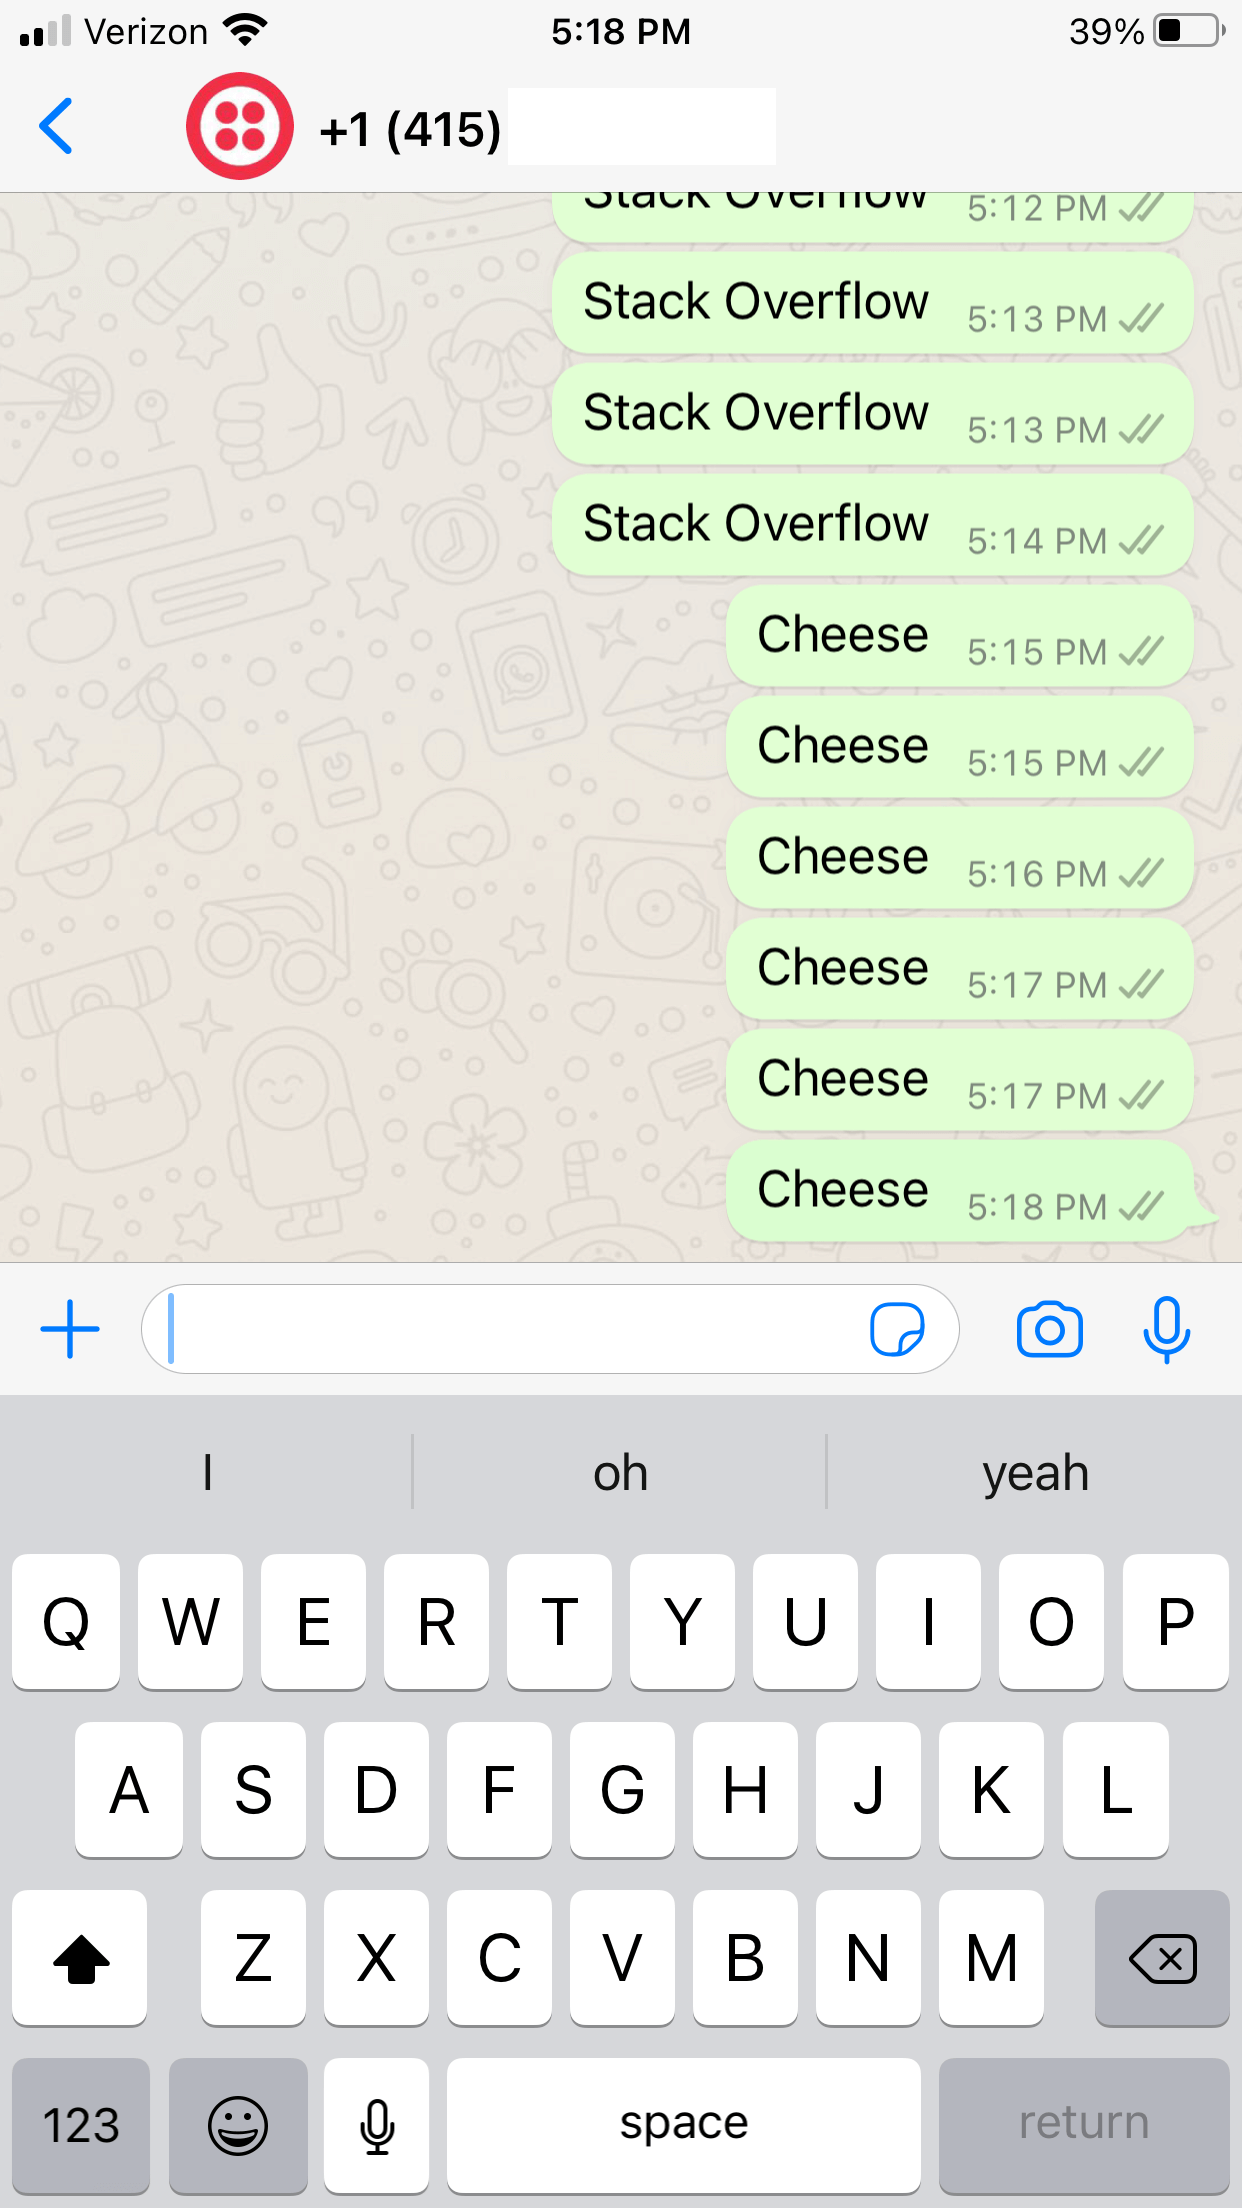 Verizon 5:18 PM 39%
+1 (415)
Stack Overflow 5:12 PM
Stack Overflow 5:13 PM
Stack Overflow 5:13 PM
Stack Overflow 5:14 PM
Cheese 5:15 PM
Cheese 5:15 PM
Cheese 5:16 PM
Cheese 5:17 PM
Cheese 5:17 PM
Cheese 5:18 PM
I oh yeah
Q W E R T Y U I O P
A S D F G H J K L
Z X C V B N M
123 space return